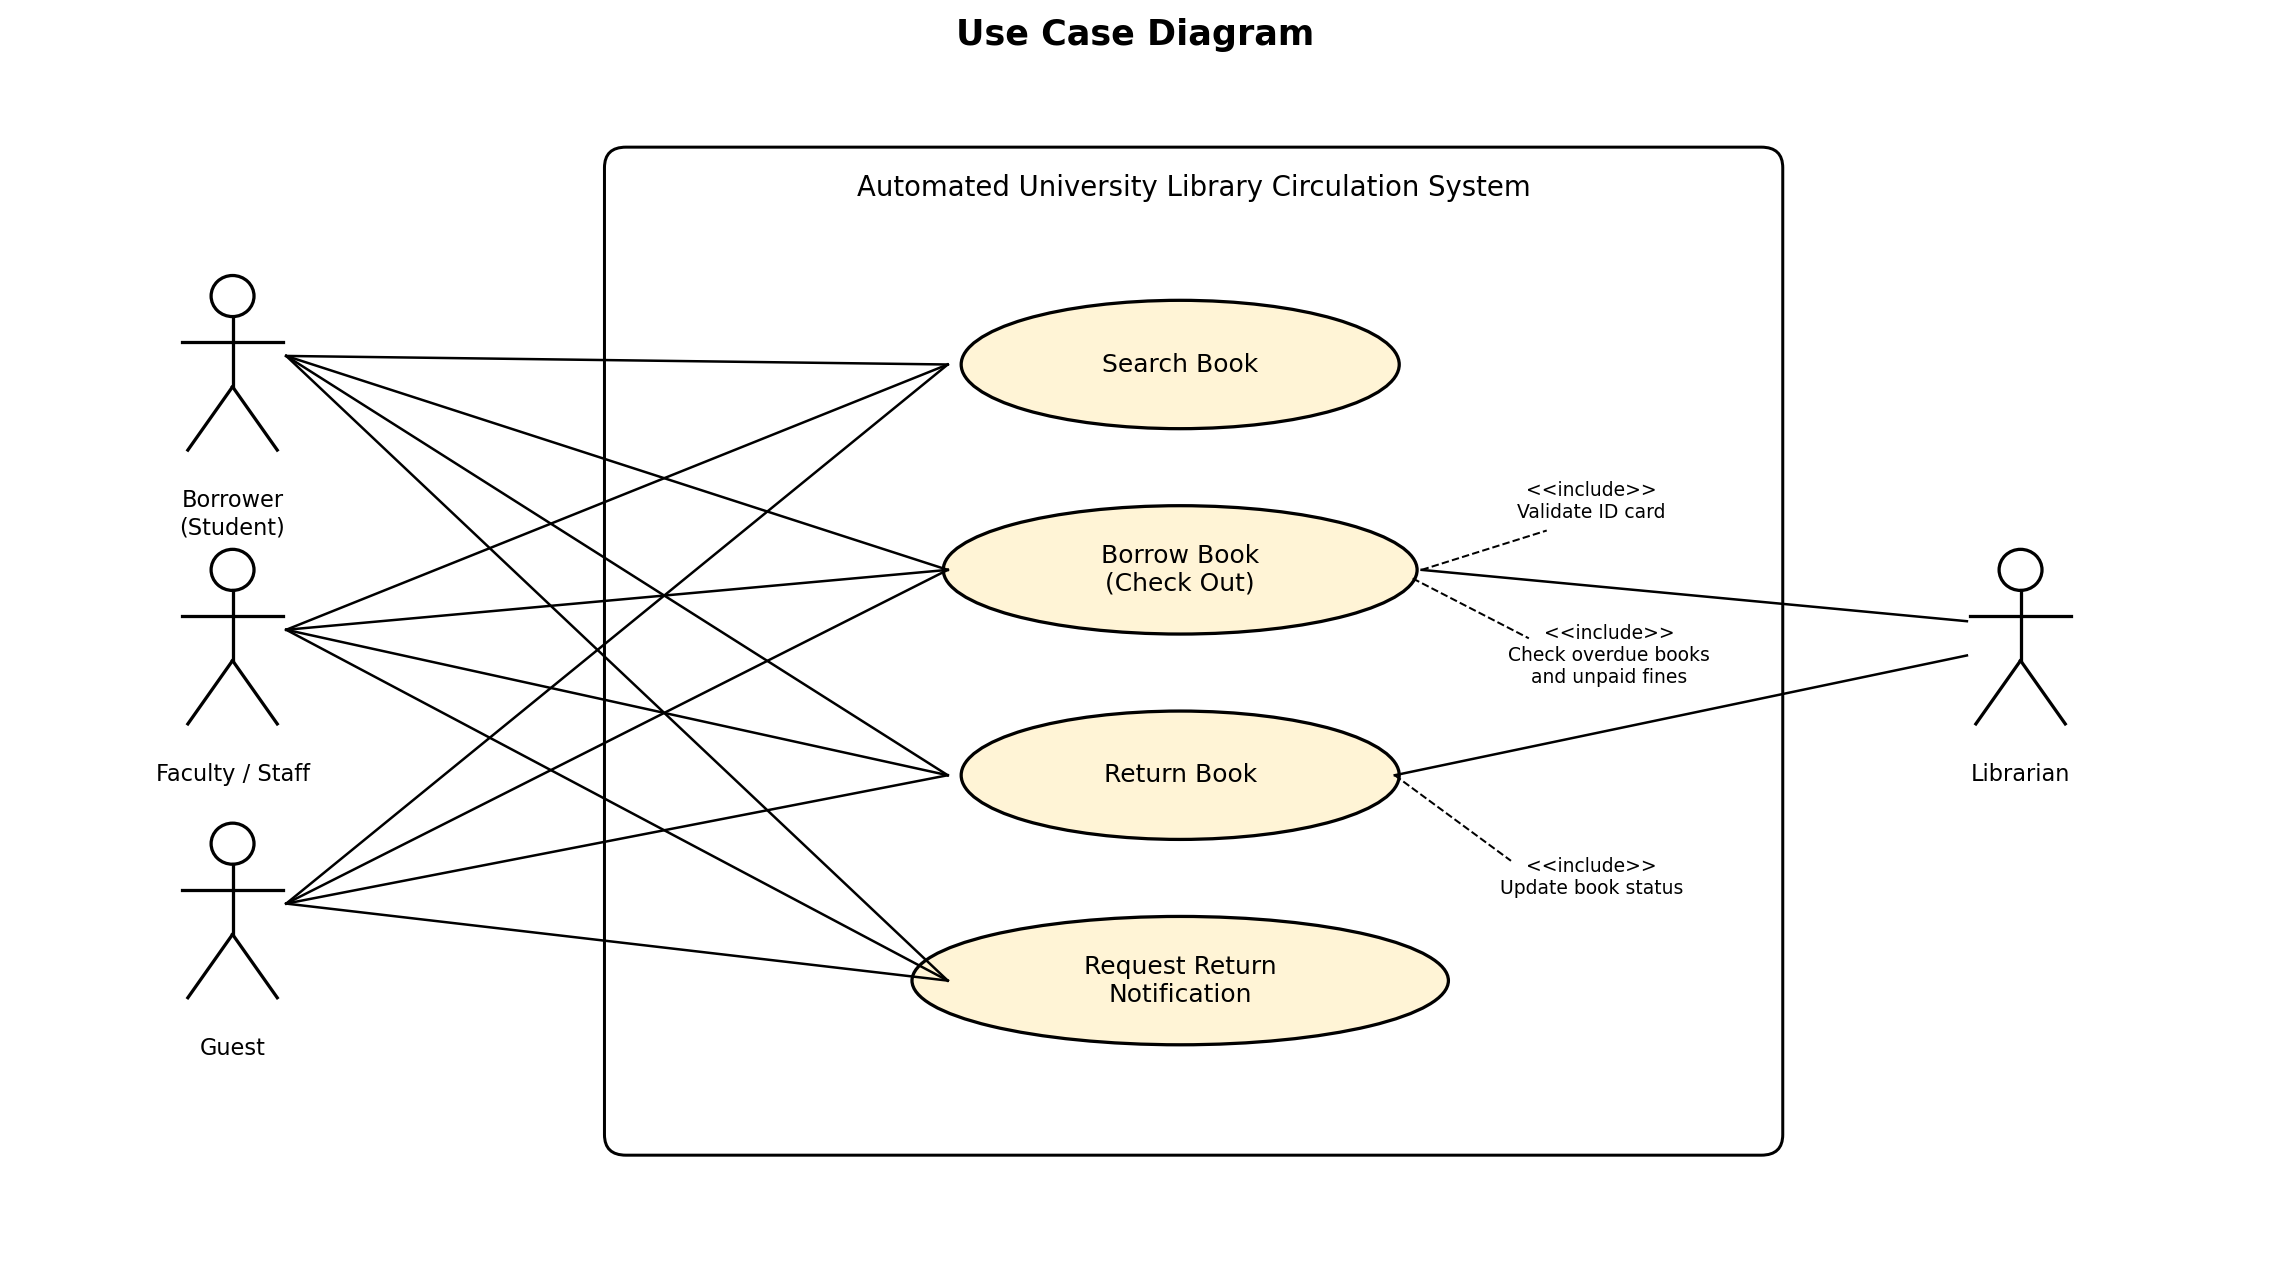 Use Case Diagram
Automated University Library Circulation System
Borrower
(Student)
Faculty / Staff
Guest
Search Book
Borrow Book
(Check Out)
Return Book
Request Return
Notification
<<include>>
Validate ID card
<<include>>
Check overdue books
and unpaid fines
<<include>>
Update book status
Librarian